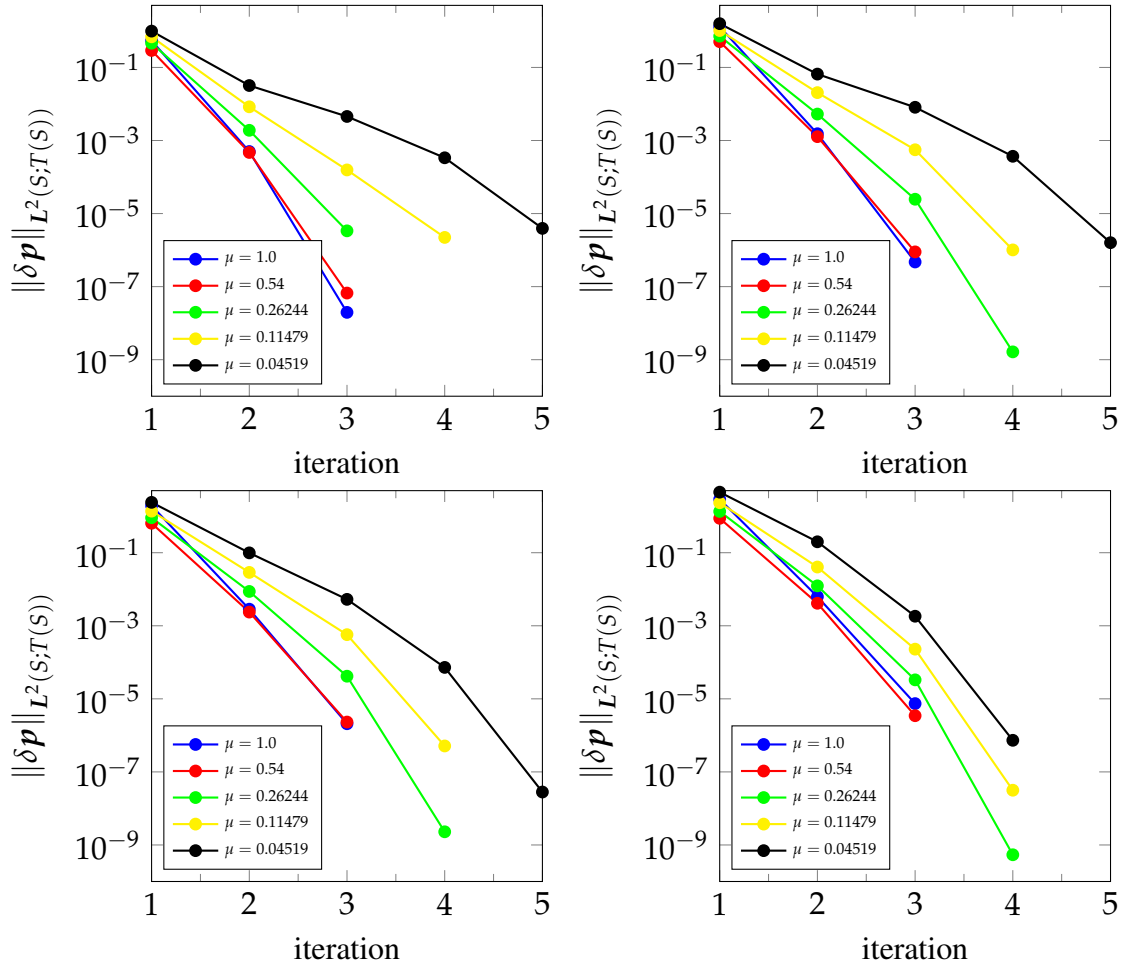 ||δp||_{L²(S;T(S))}
10⁻¹
10⁻³
10⁻⁵
10⁻⁷
10⁻⁹
μ = 1.0
μ = 0.54
μ = 0.26244
μ = 0.11479
μ = 0.04519
1 2 3 4 5
iteration
||δp||_{L²(S;T(S))}
10⁻¹
10⁻³
10⁻⁵
10⁻⁷
10⁻⁹
μ = 1.0
μ = 0.54
μ = 0.26244
μ = 0.11479
μ = 0.04519
1 2 3 4 5
iteration
||δp||_{L²(S;T(S))}
10⁻¹
10⁻³
10⁻⁵
10⁻⁷
10⁻⁹
μ = 1.0
μ = 0.54
μ = 0.26244
μ = 0.11479
μ = 0.04519
1 2 3 4 5
iteration
||δp||_{L²(S;T(S))}
10⁻¹
10⁻³
10⁻⁵
10⁻⁷
10⁻⁹
μ = 1.0
μ = 0.54
μ = 0.26244
μ = 0.11479
μ = 0.04519
1 2 3 4 5
iteration